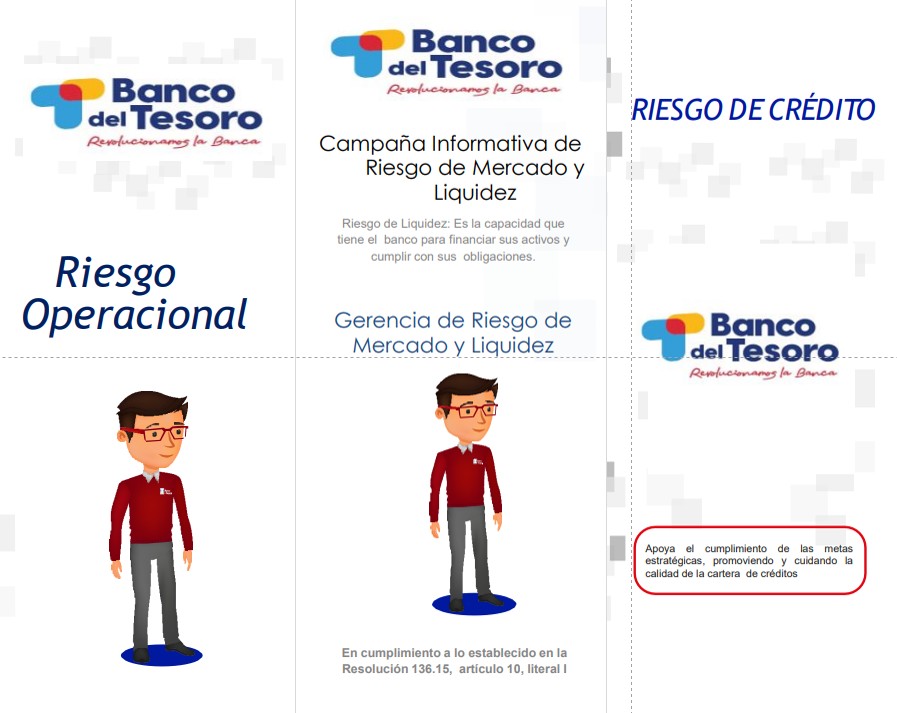 Banco
del Tesoro
Revolucionamos la Banca
Riesgo
Operacional
Banco
del Tesoro
Revolucionamos la Banca
Campaña Informativa de
Riesgo de Mercado y
Liquidez
Riesgo de Liquidez: Es la capacidad que
tiene el banco para financiar sus activos y
cumplir con sus obligaciones.
Gerencia de Riesgo de
Mercado y Liquidez
En cumplimiento a lo establecido en la
Resolución 136.15, artículo 10, literal l
RIESGO DE CRÉDITO
Banco
del Tesoro
Revolucionamos la Banca
Apoya el cumplimiento de las metas
estratégicas, promoviendo y cuidando la
calidad de la cartera de créditos